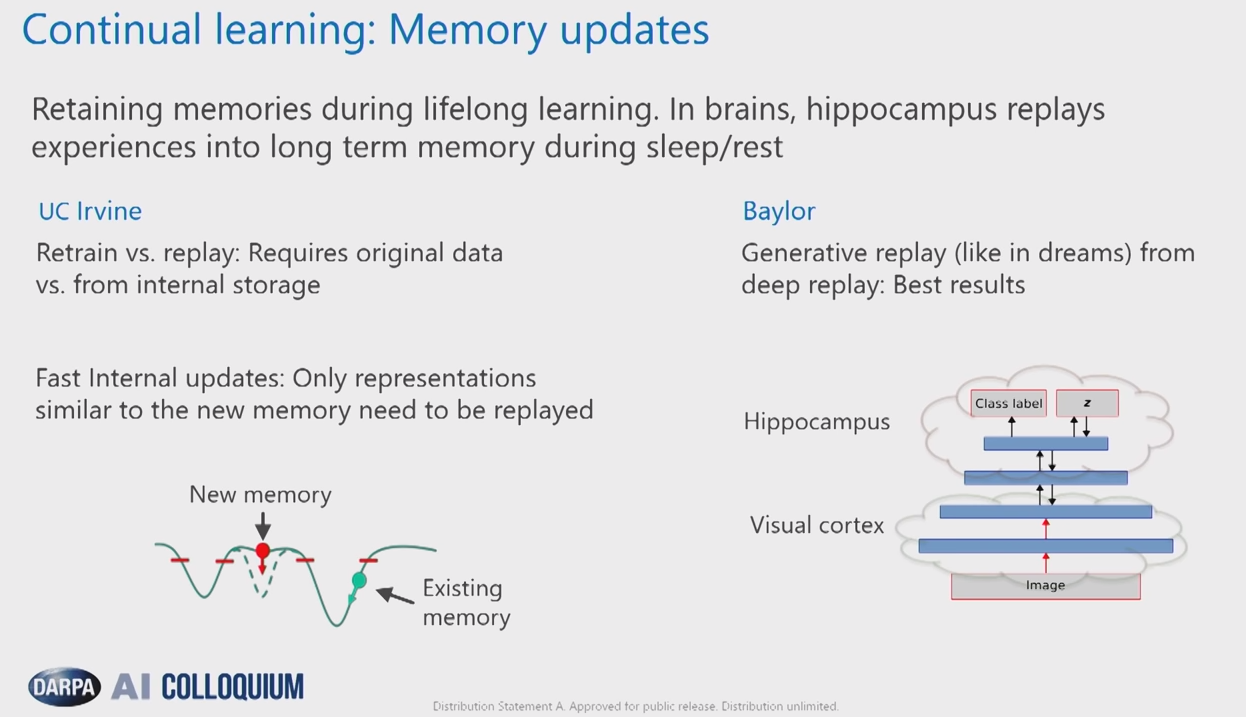 Continual learning: Memory updates
Retaining memories during lifelong learning. In brains, hippocampus replays
experiences into long term memory during sleep/rest
UC Irvine
Retrain vs. replay: Requires original data
vs. from internal storage
Fast Internal updates: Only representations
similar to the new memory need to be replayed
New memory
Existing
memory
Baylor
Generative replay (like in dreams) from
deep replay: Best results
Class label
z
Hippocampus
Visual cortex
Image
DARPA AI COLLOQUIUM
Distribution Statement A. Approved for public release. Distribution unlimited.